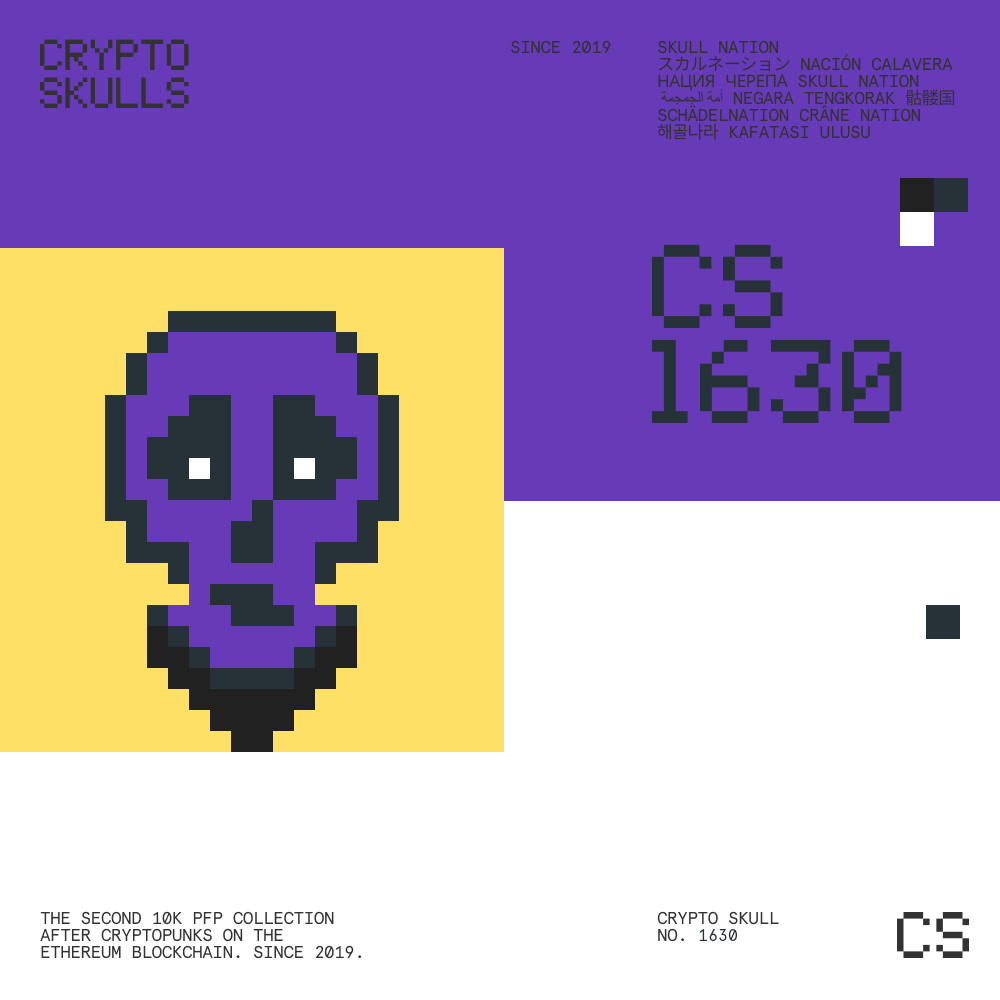 CRYPTO
SKULLS
SINCE 2019
SKULL NATION
スカルネーション NACIÓN CALAVERA
НАЦИЯ ЧЕРЕПА SKULL NATION
أمة الجمجمة NEGARA TENGKORAK 骷髅国
SCHÄDELNATION CRÂNE NATION
해골나라 KAFATASI ULUSU
CS
1630
THE SECOND 10K PFP COLLECTION
AFTER CRYPTOPUNKS ON THE
ETHEREUM BLOCKCHAIN. SINCE 2019.
CRYPTO SKULL
NO. 1630
CS